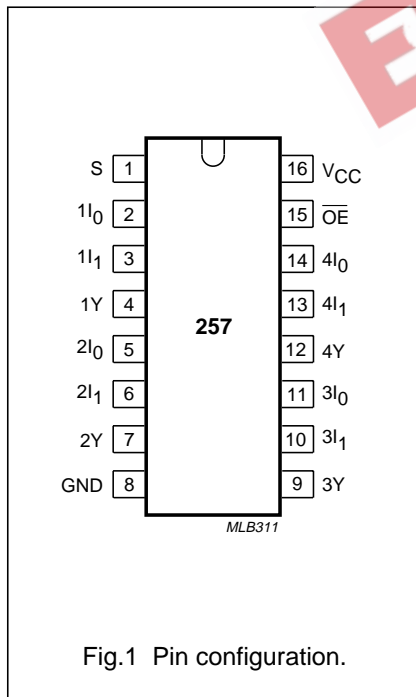 E
S 1 16 VCC
1I0 2 15 OE
1I1 3 14 4I0
1Y 4 13 4I1
257
2I0 5 12 4Y
2I1 6 11 3I0
2Y 7 10 3I1
GND 8 9 3Y
MLB311
Fig.1 Pin configuration.